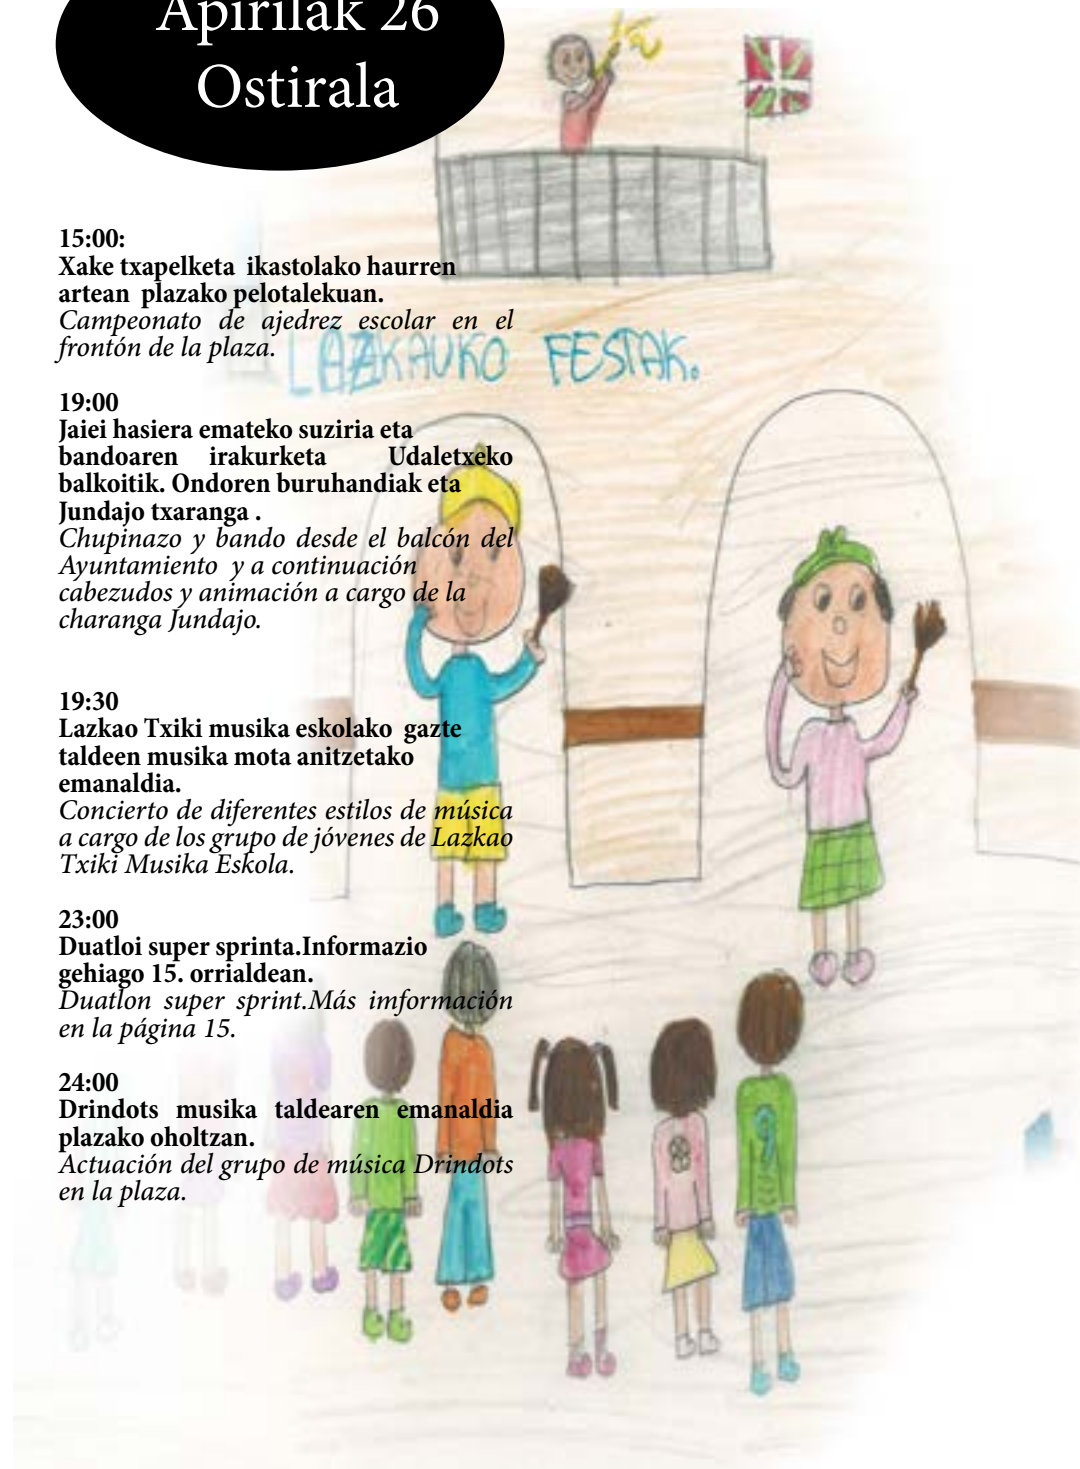 Apirilak 26
Ostirala
15:00:
Xake txapelketa ikastolako haurren
artean plazako pelotalekuan.
Campeonato de ajedrez escolar en el
frontón de la plaza.
LAZKAUKO FESTAK.
19:00
Jaiei hasiera emateko suziria eta
bandoaren irakurketa Udaletxeko
balkoitik. Ondoren buruhandiak eta
Jundajo txaranga .
Chupinazo y bando desde el balcón del
Ayuntamiento y a continuación
cabezudos y animación a cargo de la
charanga Jundajo.
19:30
Lazkao Txiki musika eskolako gazte
taldeen musika mota anitzetako
emanaldia.
Concierto de diferentes estilos de música
a cargo de los grupo de jóvenes de Lazkao
Txiki Musika Eskola.
23:00
Duatloi super sprinta.Informazio
gehiago 15. orrialdean.
Duatlon super sprint.Más imformación
en la página 15.
24:00
Drindots musika taldearen emanaldia
plazako oholtzan.
Actuación del grupo de música Drindots
en la plaza.
8
9